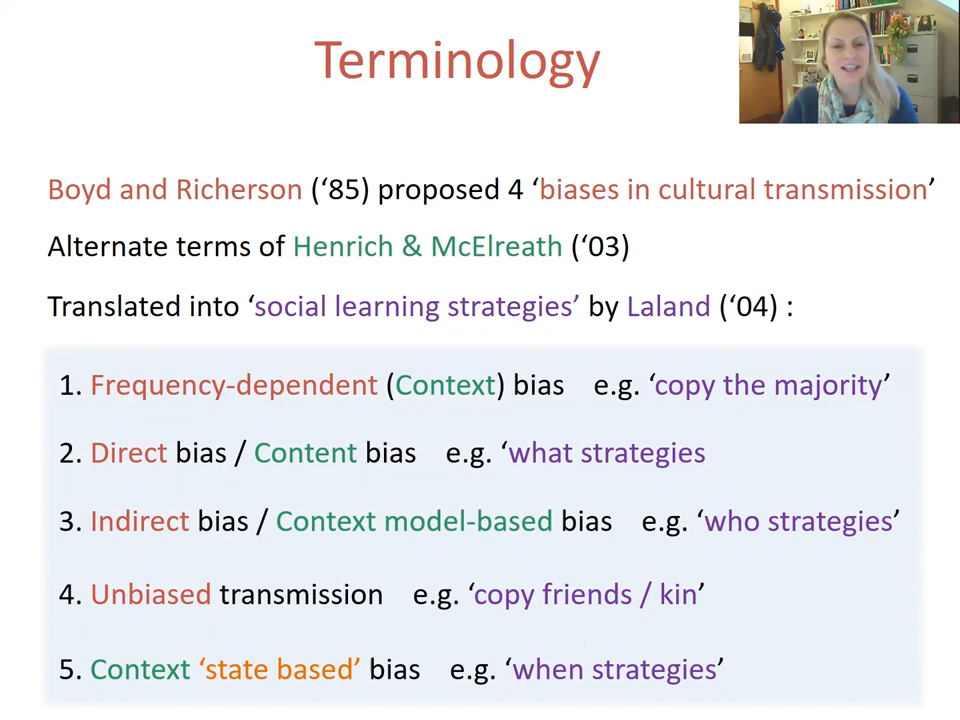 Terminology
Boyd and Richerson (‘85) proposed 4 ‘biases in cultural transmission’
Alternate terms of Henrich & McElreath (‘03)
Translated into ‘social learning strategies’ by Laland (‘04) :
1. Frequency-dependent (Context) bias e.g. ‘copy the majority’
2. Direct bias / Content bias e.g. ‘what strategies
3. Indirect bias / Context model-based bias e.g. ‘who strategies’
4. Unbiased transmission e.g. ‘copy friends / kin’
5. Context ‘state based’ bias e.g. ‘when strategies’